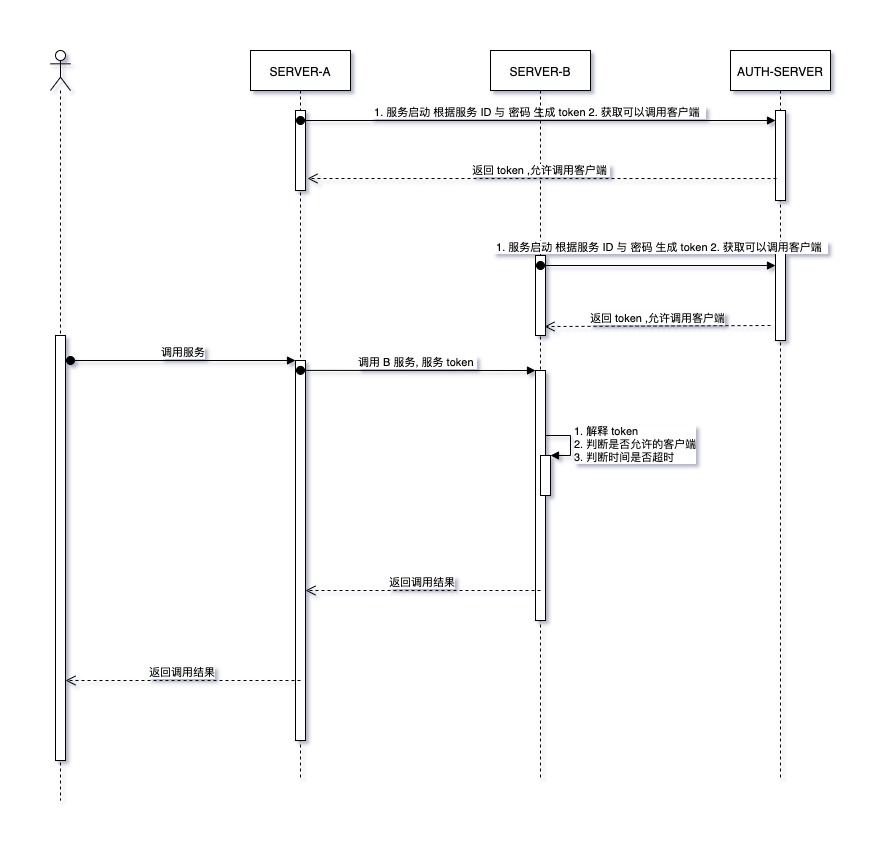 SERVER-A
SERVER-B
AUTH-SERVER
1. 服务启动 根据服务 ID 与 密码 生成 token 2. 获取可以调用客户端
返回 token ,允许调用客户端
1. 服务启动 根据服务 ID 与 密码 生成 token 2. 获取可以调用客户端
返回 token ,允许调用客户端
调用服务
调用 B 服务, 服务 token
1. 解释 token
2. 判断是否允许的客户端
3. 判断时间是否超时
返回调用结果
返回调用结果